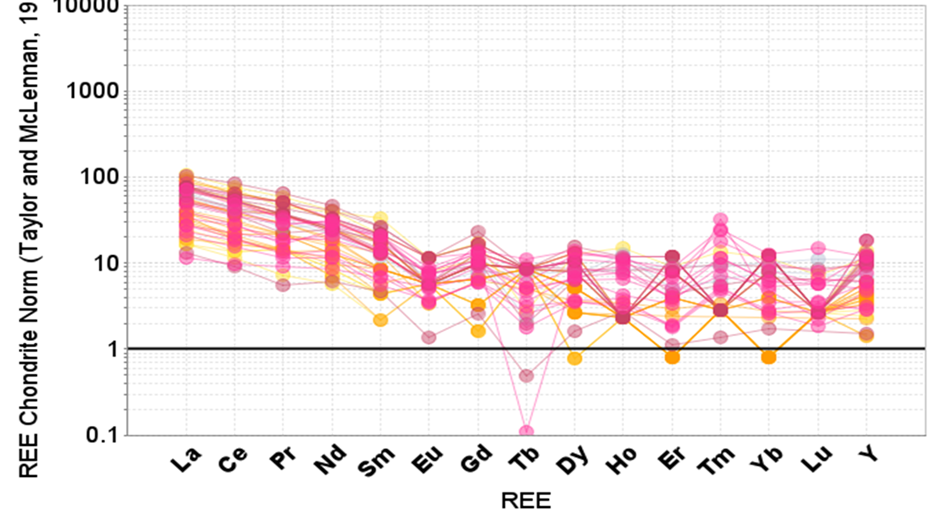 10000
1000
100
10
1
0.1
REE Chondrite Norm (Taylor and McLennan, 19
La Ce Pr Nd Sm Eu Gd Tb Dy Ho Er Tm Yb Lu Y
REE